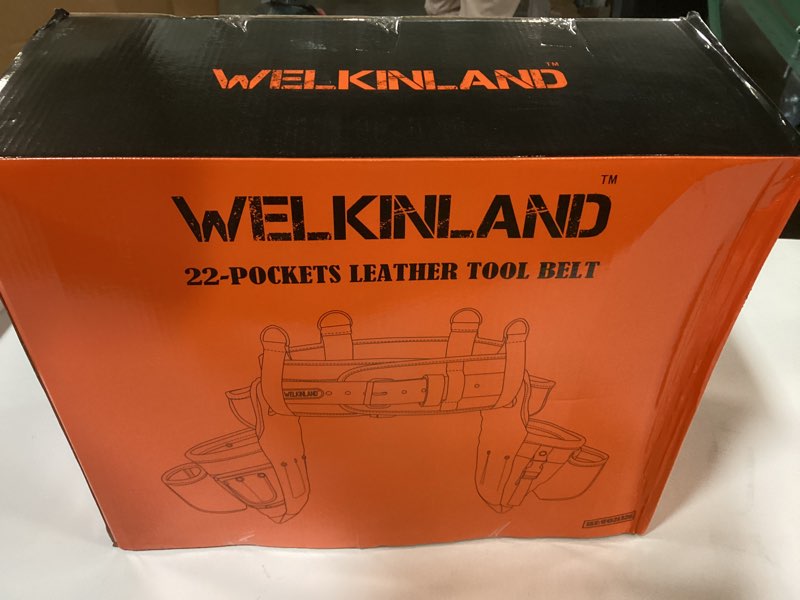 WELKINLAND™
WELKINLAND™
22-POCKETS LEATHER TOOL BELT
WELKINLAND